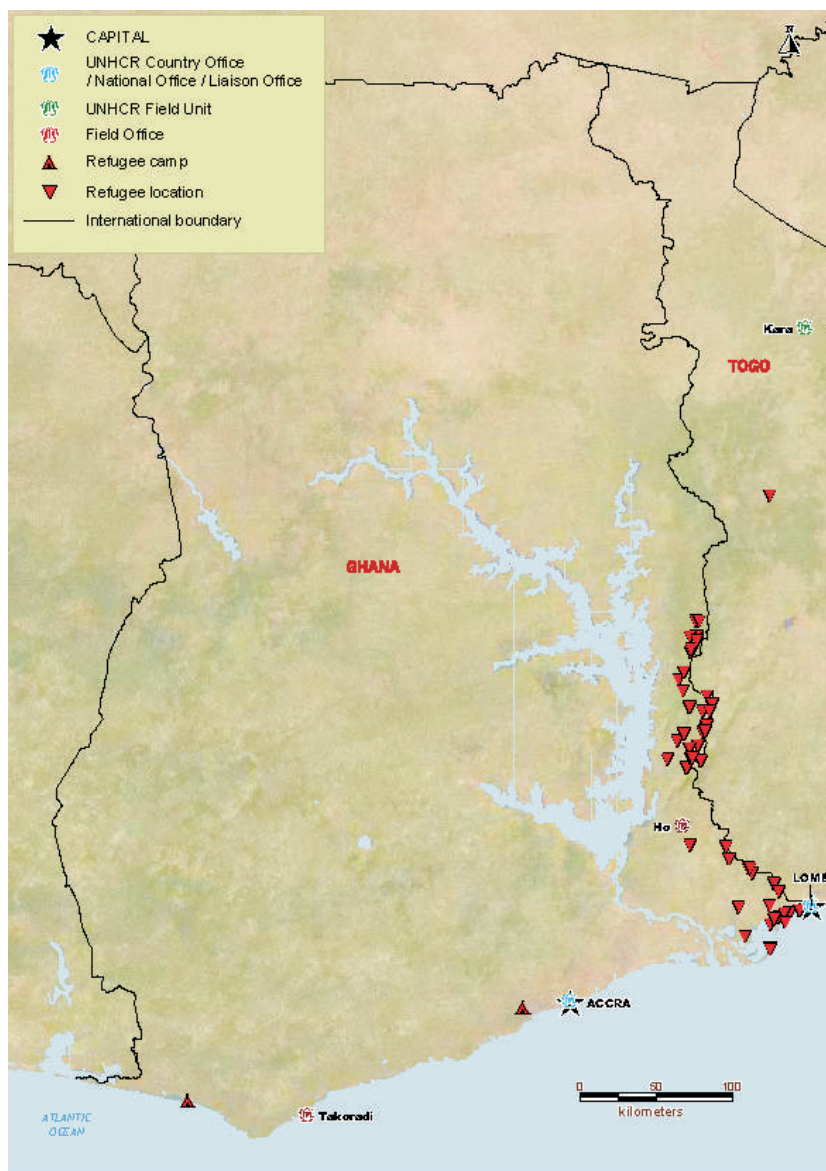 CAPITAL
UNHCR Country Office
/ National Office / Liaison Office
UNHCR Field Unit
Field Office
Refugee camp
Refugee location
International boundary
N
Kara
TOGO
GHANA
Ho
LOME
ACCRA
0 50 100
kilometers
Takoradi
ATLANTIC
OCEAN